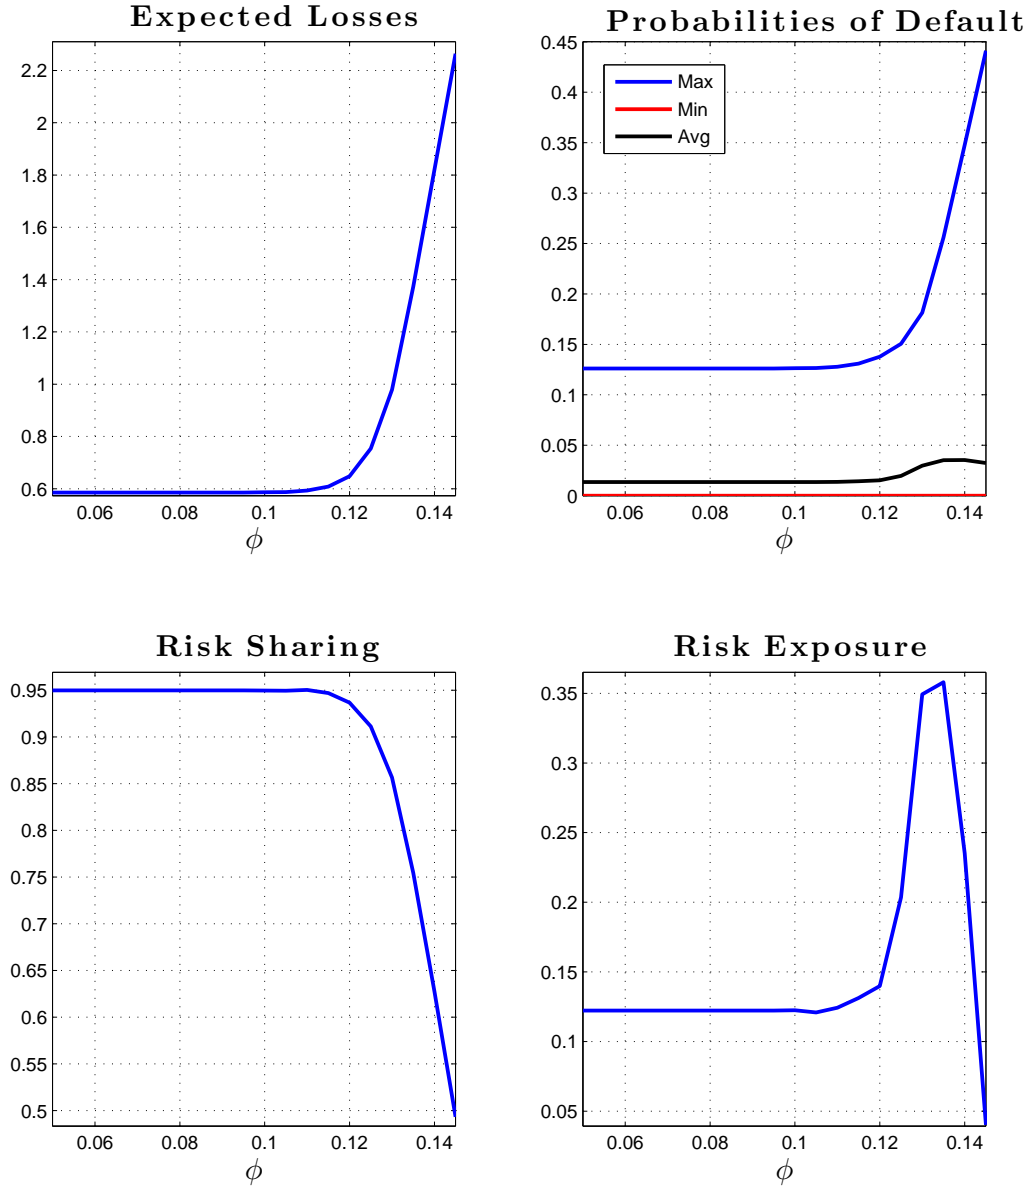 Expected Losses
2.2
2
1.8
1.6
1.4
1.2
1
0.8
0.6
0.06 0.08 0.1 0.12 0.14
ϕ
Probabilities of Default
0.45
0.4
0.35
0.3
0.25
0.2
0.15
0.1
0.05
0
Max
Min
Avg
0.06 0.08 0.1 0.12 0.14
ϕ
Risk Sharing
0.95
0.9
0.85
0.8
0.75
0.7
0.65
0.6
0.55
0.5
0.06 0.08 0.1 0.12 0.14
ϕ
Risk Exposure
0.35
0.3
0.25
0.2
0.15
0.1
0.05
0.06 0.08 0.1 0.12 0.14
ϕ